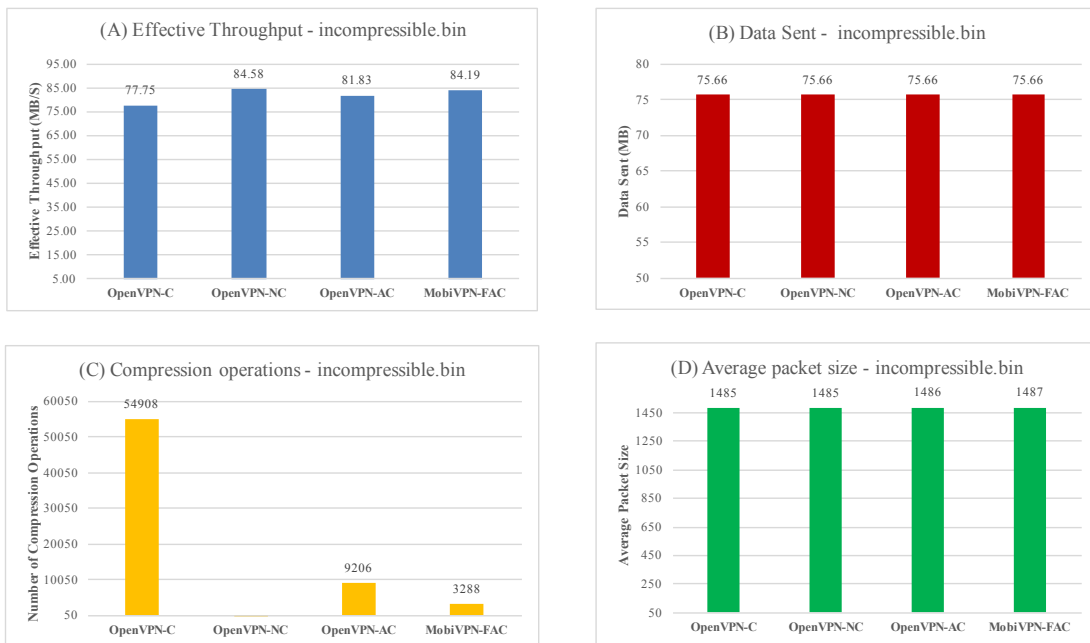 (A) Effective Throughput - incompressible.bin
Effective Throughput (MB/S)
95.00
85.00
75.00
65.00
55.00
45.00
35.00
25.00
15.00
5.00
77.75
84.58
81.83
84.19
OpenVPN-C
OpenVPN-NC
OpenVPN-AC
MobiVPN-FAC
(B) Data Sent - incompressible.bin
Data Sent (MB)
80
75
70
65
60
55
50
75.66
75.66
75.66
75.66
OpenVPN-C
OpenVPN-NC
OpenVPN-AC
MobiVPN-FAC
(C) Compression operations - incompressible.bin
Number of Compression Operations
60050
50050
40050
30050
20050
10050
50
54908
9206
3288
OpenVPN-C
OpenVPN-NC
OpenVPN-AC
MobiVPN-FAC
(D) Average packet size - incompressible.bin
Average Packet Size
1450
1250
1050
850
650
450
250
50
1485
1485
1486
1487
OpenVPN-C
OpenVPN-NC
OpenVPN-AC
MobiVPN-FAC